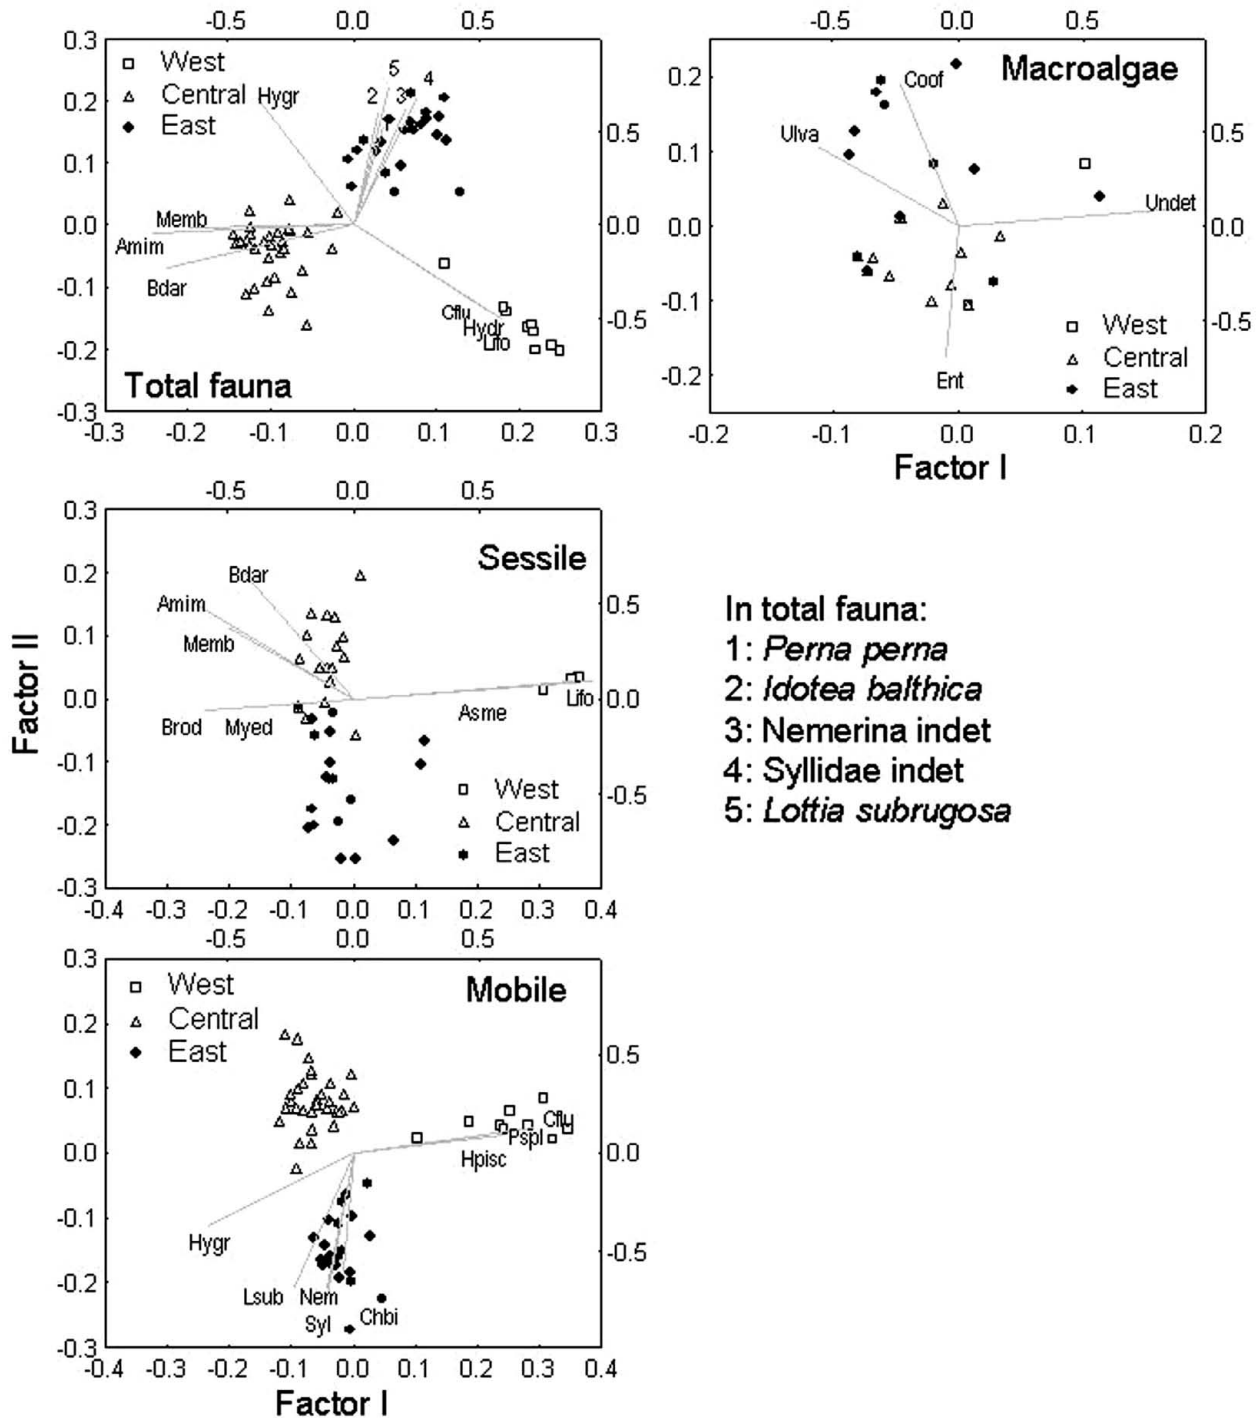 -0.5 0.0 0.5
0.3
0.2
0.1
0.0
-0.1
-0.2
-0.3
West
Central
East
Hygr
2 5 3 4
Memb
Amim
Bdar
Cflu
Hydr
Lifo
Total fauna
0.5
0.0
-0.5
-0.3 -0.2 -0.1 0.0 0.1 0.2 0.3
-0.5 0.0 0.5
0.2
0.1
0.0
-0.1
-0.2
Macroalgae
Coof
Ulva
Undet
Ent
West
Central
East
0.5
0.0
-0.5
-0.2 -0.1 0.0 0.1 0.2
Factor I
-0.5 0.0 0.5
0.3
0.2
0.1
0.0
-0.1
-0.2
-0.3
Factor II
Sessile
Bdar
Amim
Memb
Brod Myed
Asme
Lifo
West
Central
East
0.5
0.0
-0.5
-0.4 -0.3 -0.2 -0.1 0.0 0.1 0.2 0.3 0.4
In total fauna:
1: Perna perna
2: Idotea balthica
3: Nemerina indet
4: Syllidae indet
5: Lottia subrugosa
-0.5 0.0 0.5
0.3
0.2
0.1
0.0
-0.1
-0.2
-0.3
West
Central
East
Mobile
Cflu
Pspl
Hpisc
Hygr
Lsub Nem
Syl
Chbi
0.5
0.0
-0.5
-0.4 -0.3 -0.2 -0.1 0.0 0.1 0.2 0.3 0.4
Factor I